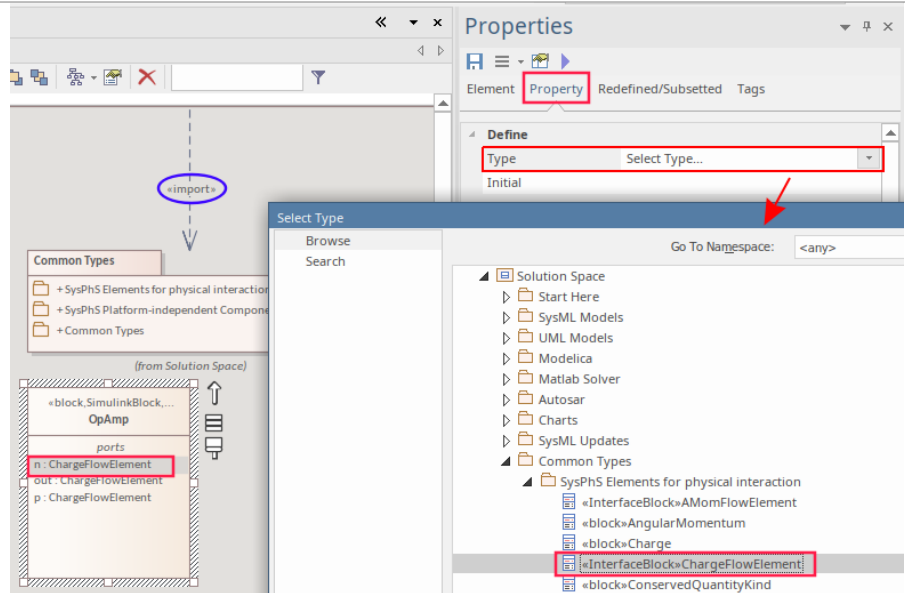 Properties
Element Property Redefined/Subsetted Tags
Define
Type Select Type...
Initial
«import»
Common Types
+SysPhS Elements for physical interaction
+SysPhS Platform-independent Compone
+Common Types
(from Solution Space)
«block,SimulinkBlock,...
OpAmp
ports
n : ChargeFlowElement
out : ChargeFlowElement
p : ChargeFlowElement
Select Type
Browse
Search
Go To Namespace: <any>
Solution Space
Start Here
SysML Models
UML Models
Modelica
Matlab Solver
Autosar
Charts
SysML Updates
Common Types
SysPhS Elements for physical interaction
«InterfaceBlock»AMomFlowElement
«block»AngularMomentum
«block»Charge
«InterfaceBlock»ChargeFlowElement
«block»ConservedQuantityKind